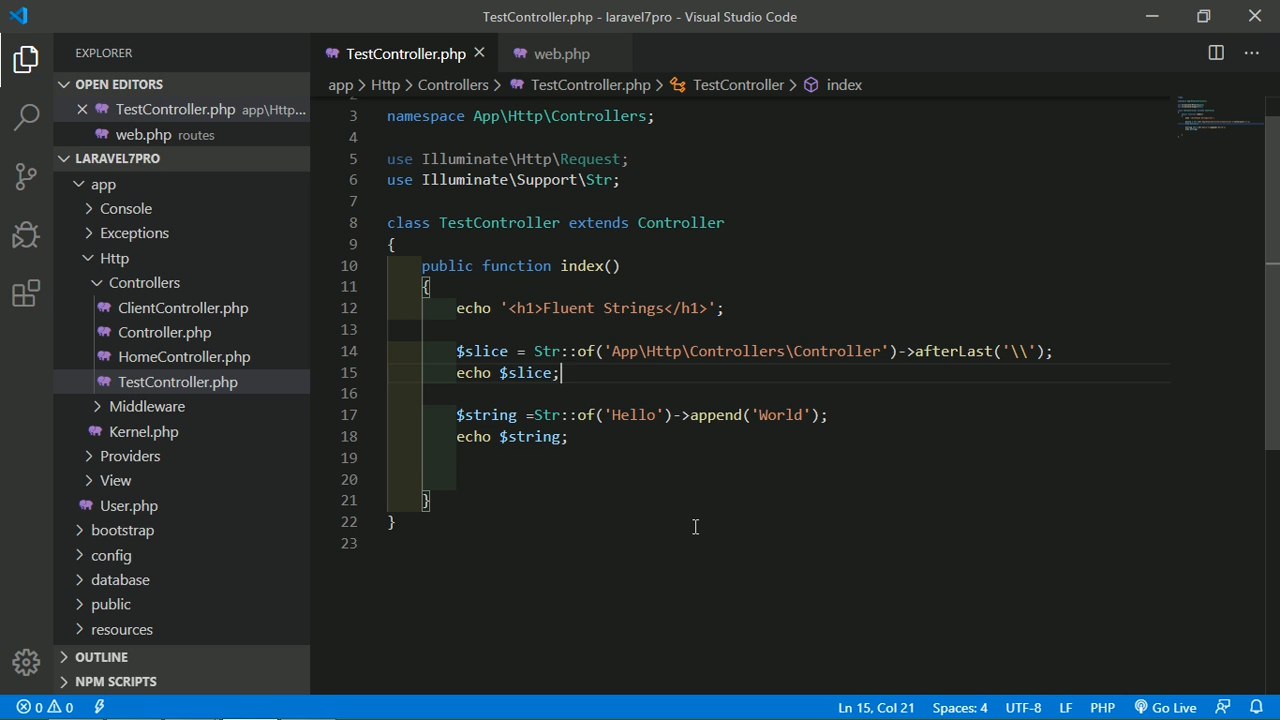 TestController.php - laravel7pro - Visual Studio Code
EXPLORER
OPEN EDITORS
TestController.php app\Http...
web.php routes
LARAVEL7PRO
app
Console
Exceptions
Http
Controllers
ClientController.php
Controller.php
HomeController.php
TestController.php
Middleware
Kernel.php
Providers
View
User.php
bootstrap
config
database
public
resources
OUTLINE
NPM SCRIPTS
TestController.php
web.php
app > Http > Controllers > TestController.php > TestController > index
3 namespace App\Http\Controllers;
4
5 use Illuminate\Http\Request;
6 use Illuminate\Support\Str;
7
8 class TestController extends Controller
9 {
10 public function index()
11 {
12 echo '<h1>Fluent Strings</h1>';
13
14 $slice = Str::of('App\Http\Controllers\Controller')->afterLast('\\');
15 echo $slice;
16
17 $string =Str::of('Hello')->append('World');
18 echo $string;
19
20
21 }
22 }
23
0 0 Ln 15, Col 21 Spaces: 4 UTF-8 LF PHP Go Live